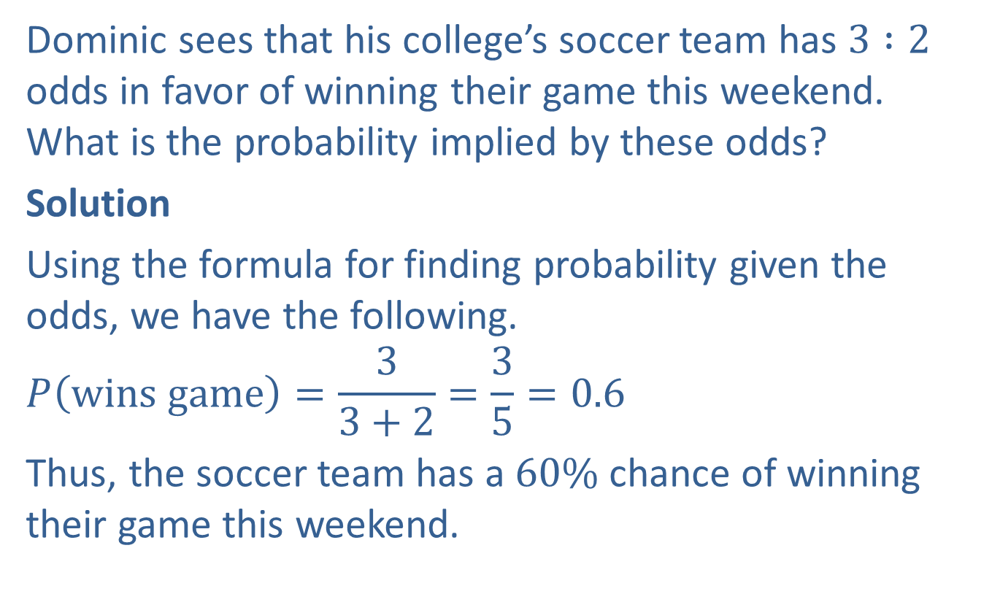 Dominic sees that his college’s soccer team has 3 : 2
odds in favor of winning their game this weekend.
What is the probability implied by these odds?
Solution
Using the formula for finding probability given the
odds, we have the following.
P(wins game) = 3/(3 + 2) = 3/5 = 0.6
Thus, the soccer team has a 60% chance of winning
their game this weekend.